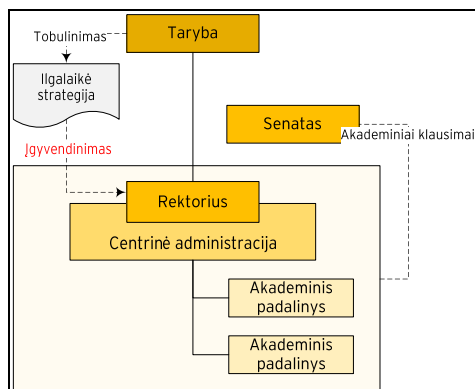 Taryba
Tobulinimas
Ilgalaikė
strategija
Senatas
Akademiniai klausimai
Įgyvendinimas
Rektorius
Centrinė administracija
Akademinis
padalinys
Akademinis
padalinys